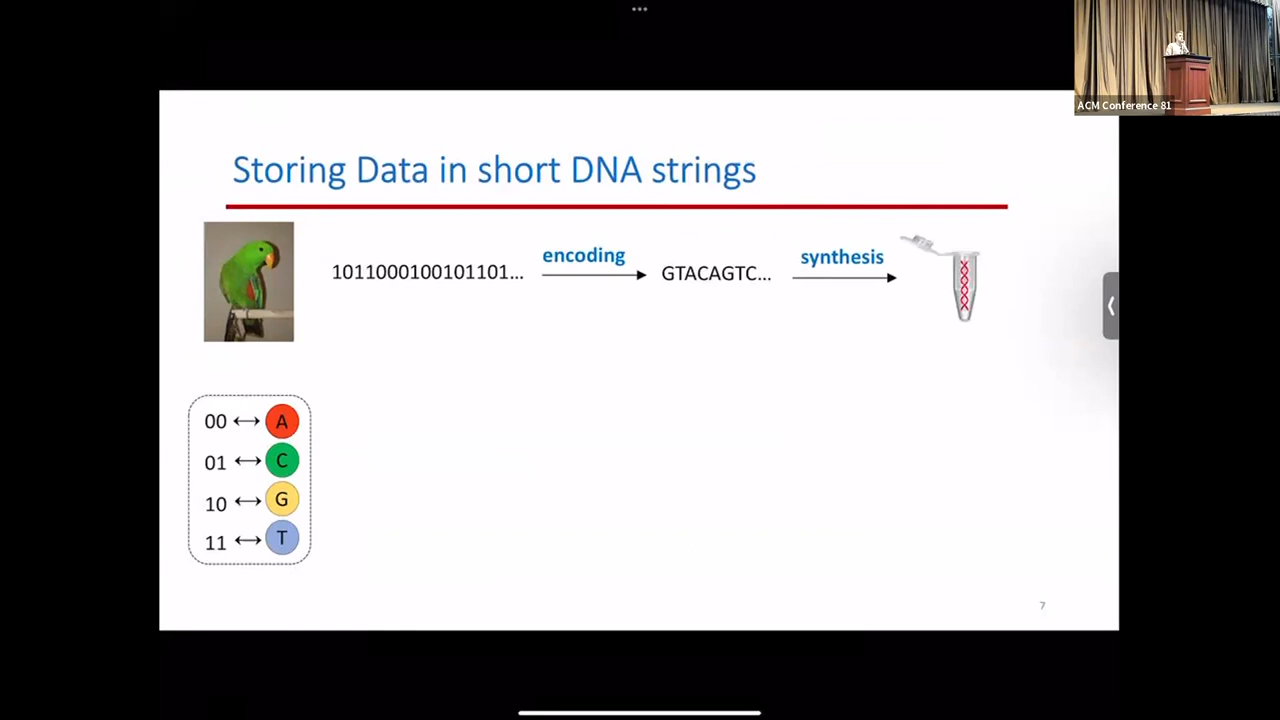 ACM Conference 81
Storing Data in short DNA strings
1011000100101101... encoding GTACAGTC... synthesis
00 A
01 C
10 G
11 T
7